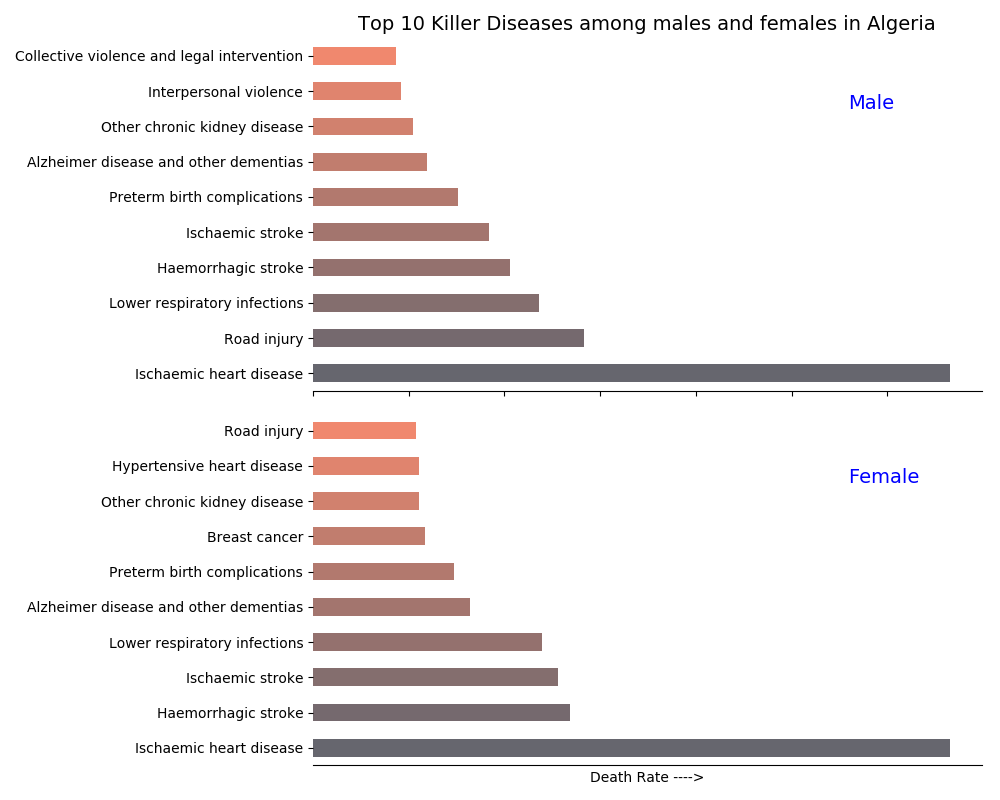 Top 10 Killer Diseases among males and females in Algeria
Collective violence and legal intervention
Interpersonal violence
Male
Other chronic kidney disease
Alzheimer disease and other dementias
Preterm birth complications
Ischaemic stroke
Haemorrhagic stroke
Lower respiratory infections
Road injury
Ischaemic heart disease
Road injury
Hypertensive heart disease
Female
Other chronic kidney disease
Breast cancer
Preterm birth complications
Alzheimer disease and other dementias
Lower respiratory infections
Ischaemic stroke
Haemorrhagic stroke
Ischaemic heart disease
Death Rate ---->